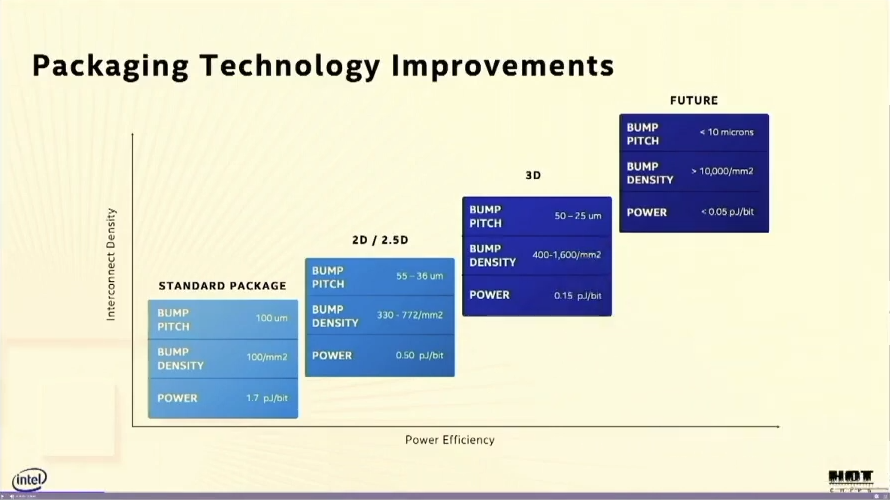 Packaging Technology Improvements
FUTURE
BUMP PITCH < 10 microns
BUMP DENSITY > 10,000/mm2
POWER < 0.05 pJ/bit
3D
BUMP PITCH 50 – 25 um
BUMP DENSITY 400-1,600/mm2
POWER 0.15 pJ/bit
2D / 2.5D
BUMP PITCH 55 – 36 um
BUMP DENSITY 330 - 772/mm2
POWER 0.50 pJ/bit
STANDARD PACKAGE
BUMP PITCH 100 um
BUMP DENSITY 100/mm2
POWER 1.7 pJ/bit
Interconnect Density
Power Efficiency
intel
HOT
CHIPS